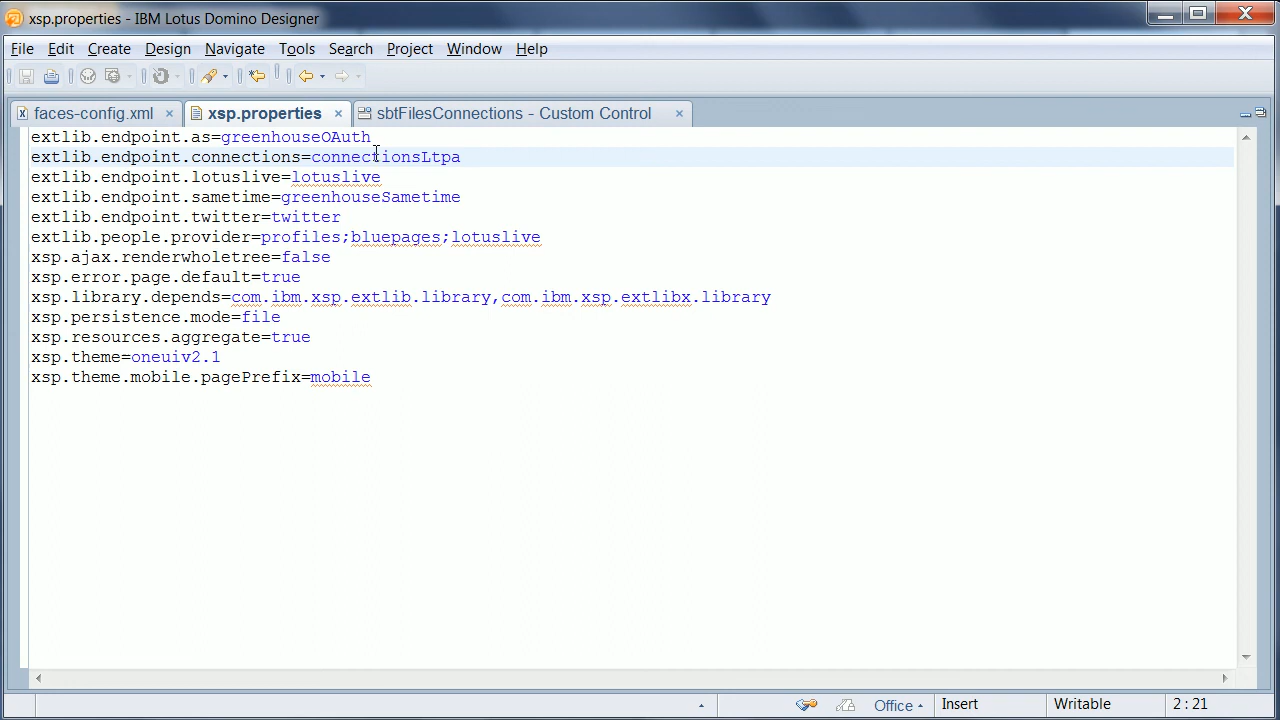 xsp.properties - IBM Lotus Domino Designer
File Edit Create Design Navigate Tools Search Project Window Help
faces-config.xml xsp.properties sbtFilesConnections - Custom Control
extlib.endpoint.as=greenhouseOAuth
extlib.endpoint.connections=connectionsLtpa
extlib.endpoint.lotuslive=lotuslive
extlib.endpoint.sametime=greenhouseSametime
extlib.endpoint.twitter=twitter
extlib.people.provider=profiles;bluepages;lotuslive
xsp.ajax.renderwholetree=false
xsp.error.page.default=true
xsp.library.depends=com.ibm.xsp.extlib.library,com.ibm.xsp.extlibx.library
xsp.persistence.mode=file
xsp.resources.aggregate=true
xsp.theme=oneuiv2.1
xsp.theme.mobile.pagePrefix=mobile
Office Insert Writable 2 : 21